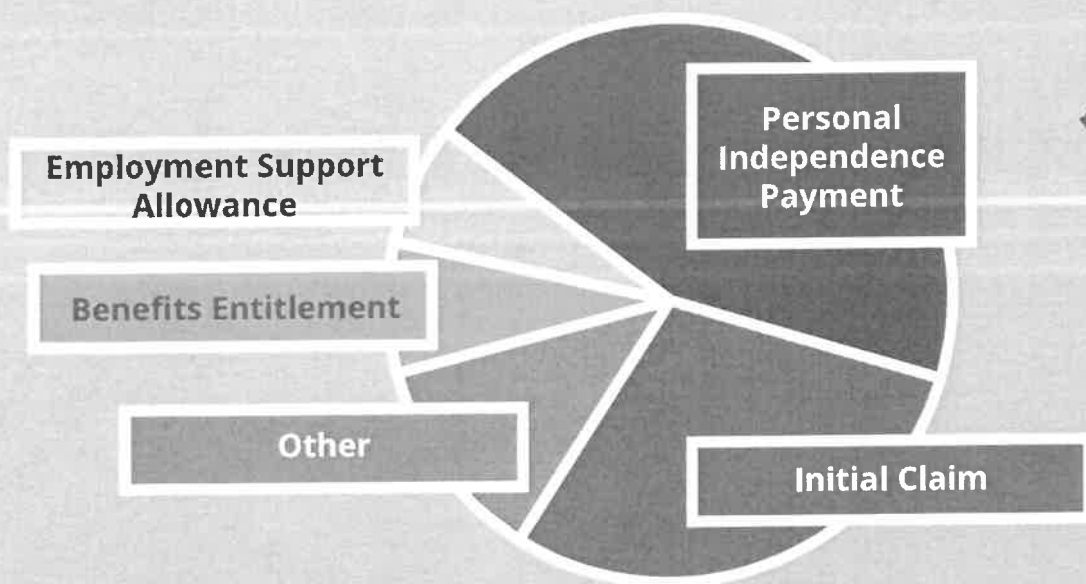 Personal
Independence
Payment
Employment Support
Allowance
Benefits Entitlement
Other
Initial Claim